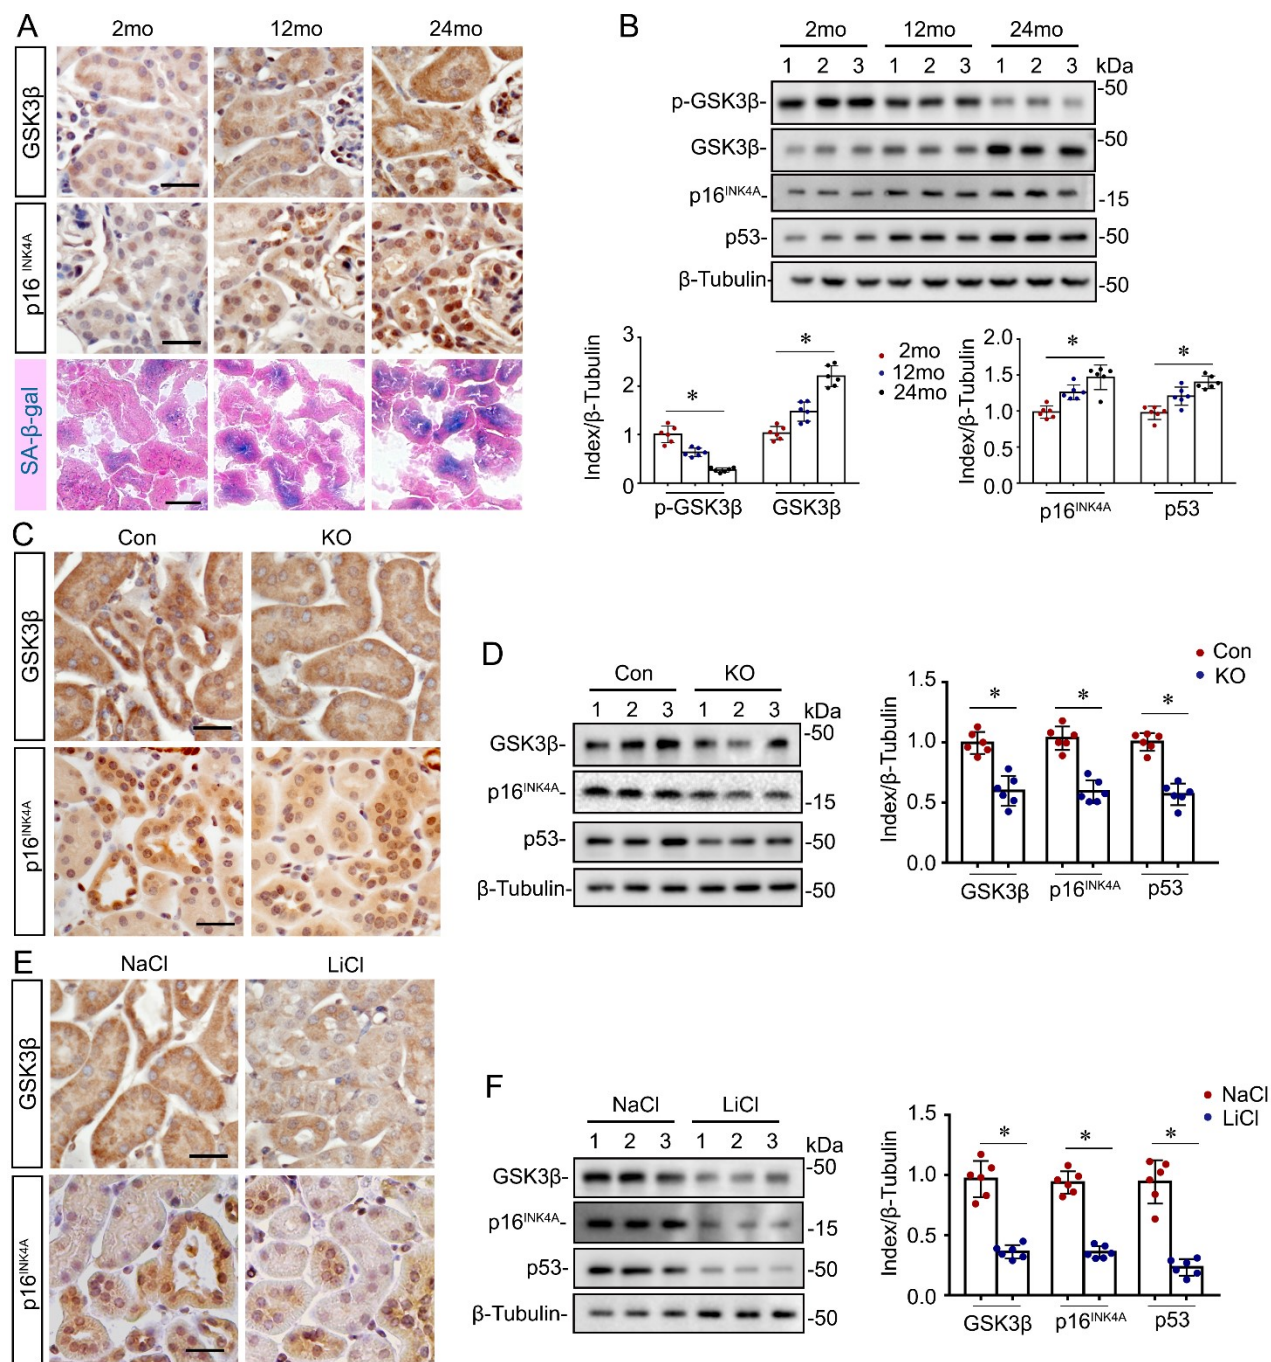 A
2mo 12mo 24mo
GSK3β
p16 INK4A
SA-β-gal
B
2mo 12mo 24mo
1 2 3 1 2 3 1 2 3 kDa
p-GSK3β- -50
GSK3β- -50
p16INK4A- -15
p53- -50
β-Tubulin- -50
Index/β-Tubulin
3
2
1
0
* *
p-GSK3β GSK3β
2mo
12mo
24mo
Index/β-Tubulin
2.0
1.5
1.0
0.5
0.0
* *
p16INK4A p53
C
Con KO
GSK3β
p16INK4A
D
Con KO
1 2 3 1 2 3 kDa
GSK3β- -50
p16INK4A- -15
p53- -50
β-Tubulin- -50
Con
KO
Index/β-Tubulin
1.5
1.0
0.5
0.0
* * *
GSK3β p16INK4A p53
E
NaCl LiCl
GSK3β
p16INK4A
F
NaCl LiCl
1 2 3 1 2 3 kDa
GSK3β- -50
p16INK4A- -15
p53- -50
β-Tubulin- -50
NaCl
LiCl
Index/β-Tubulin
1.5
1.0
0.5
0
* * *
GSK3β p16INK4A p53